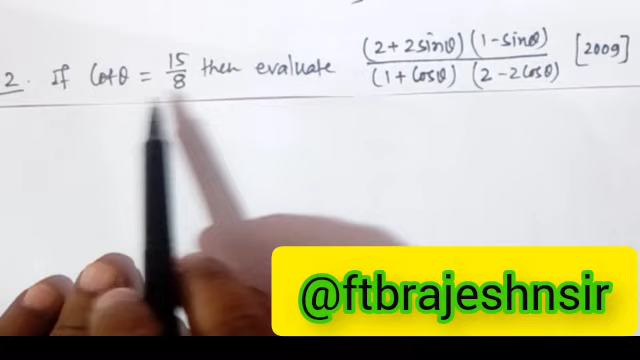 2. If Cotθ = 15/8 then evaluate (2+2sinθ)(1-sinθ)/(1+Cosθ)(2-2Cosθ) [2009]
@ftbrajeshnsir